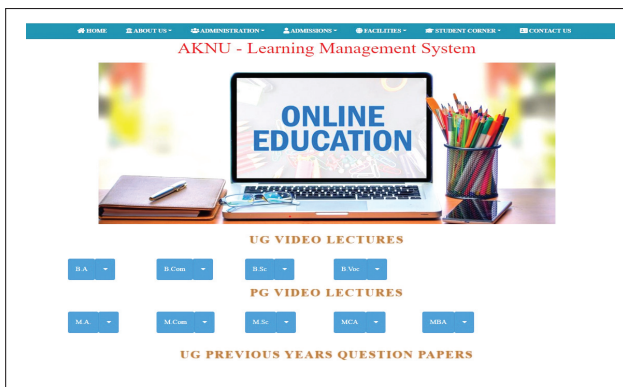 HOME ABOUT US ADMINISTRATION ADMISSIONS FACILITIES STUDENT CORNER CONTACT US
AKNU - Learning Management System
ONLINE
EDUCATION
UG VIDEO LECTURES
B.A B.Com B.Sc B.Voc
PG VIDEO LECTURES
M.A M.Com M.Sc MCA MBA
UG PREVIOUS YEARS QUESTION PAPERS